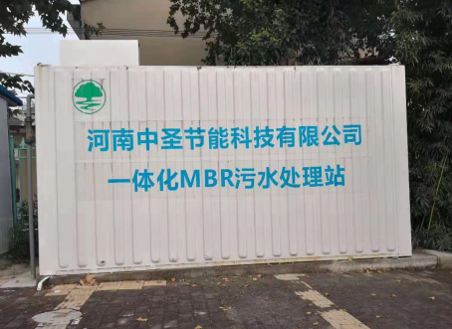 河南中圣节能科技有限公司
一体化MBR污水处理站